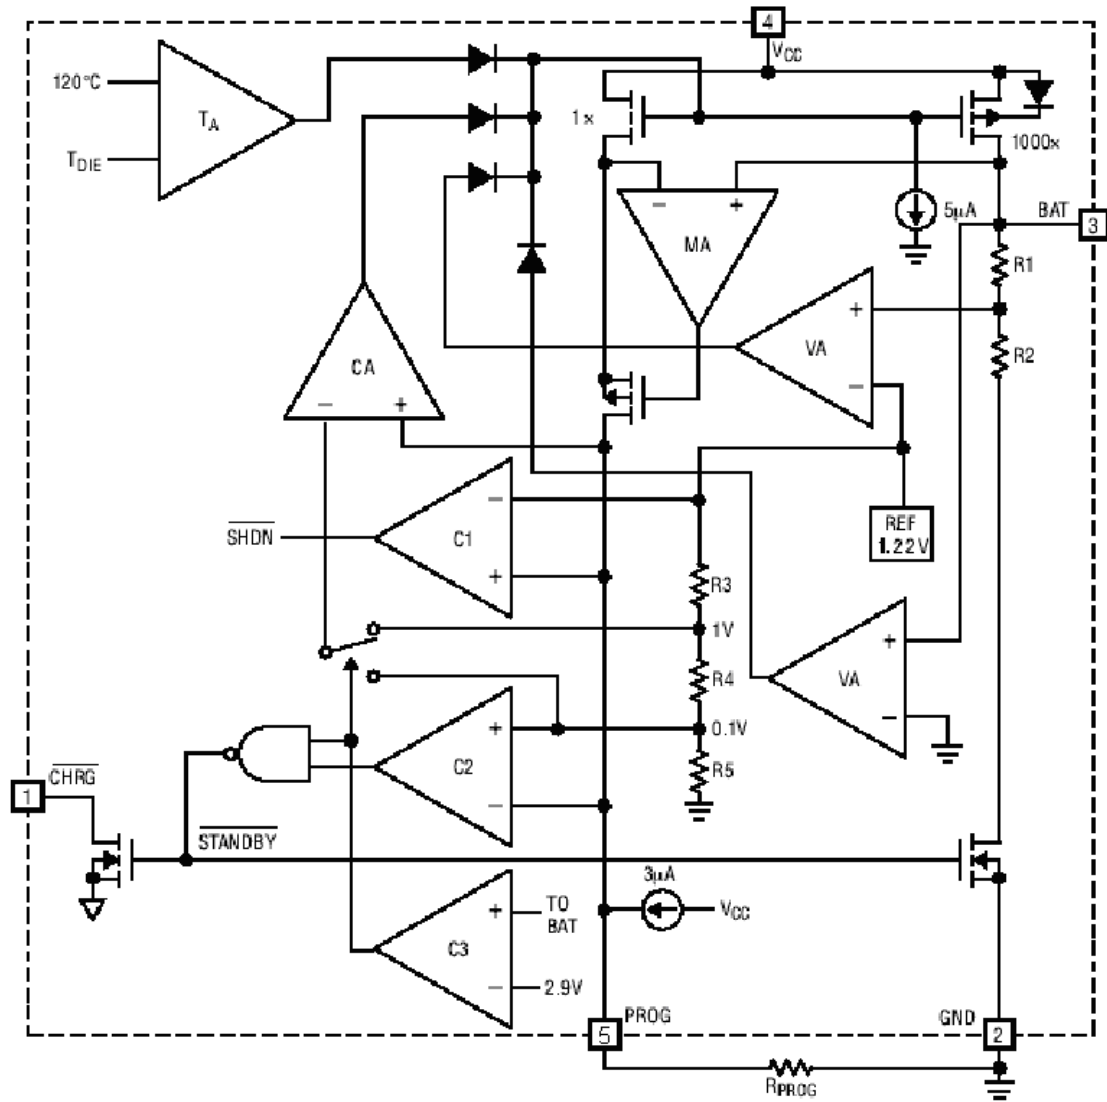 4
VCC
120°C
TA
TDIE
1×
1000×
5µA
BAT
3
− +
MA
R1
+
VA
−
R2
CA
− +
REF
1.22V
−
SHDN
C1
+
R3
1V
+
VA
−
R4
0.1V
+
C2
−
R5
CHRG
1
STANDBY
3µA
VCC
+
TO
BAT
C3
−
2.9V
PROG
5
GND
2
RPROG